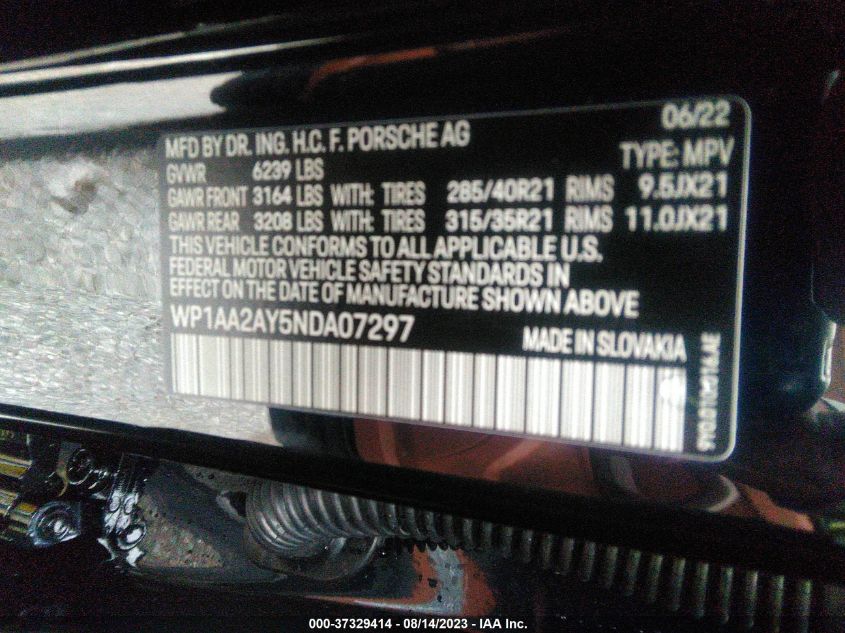 06/22
MFD BY DR. ING. H.C. F. PORSCHE AG
TYPE: MPV
GVWR 6239 LBS
GAWR FRONT 3164 LBS WITH: TIRES 285/40R21 RIMS 9.5JX21
GAWR REAR 3208 LBS WITH: TIRES 315/35R21 RIMS 11.0JX21
THIS VEHICLE CONFORMS TO ALL APPLICABLE U.S.
FEDERAL MOTOR VEHICLE SAFETY STANDARDS IN
EFFECT ON THE DATE OF MANUFACTURE SHOWN ABOVE
WP1AA2AY5NDA07297
MADE IN SLOVAKIA
000-37329414 - 08/14/2023 - IAA Inc.